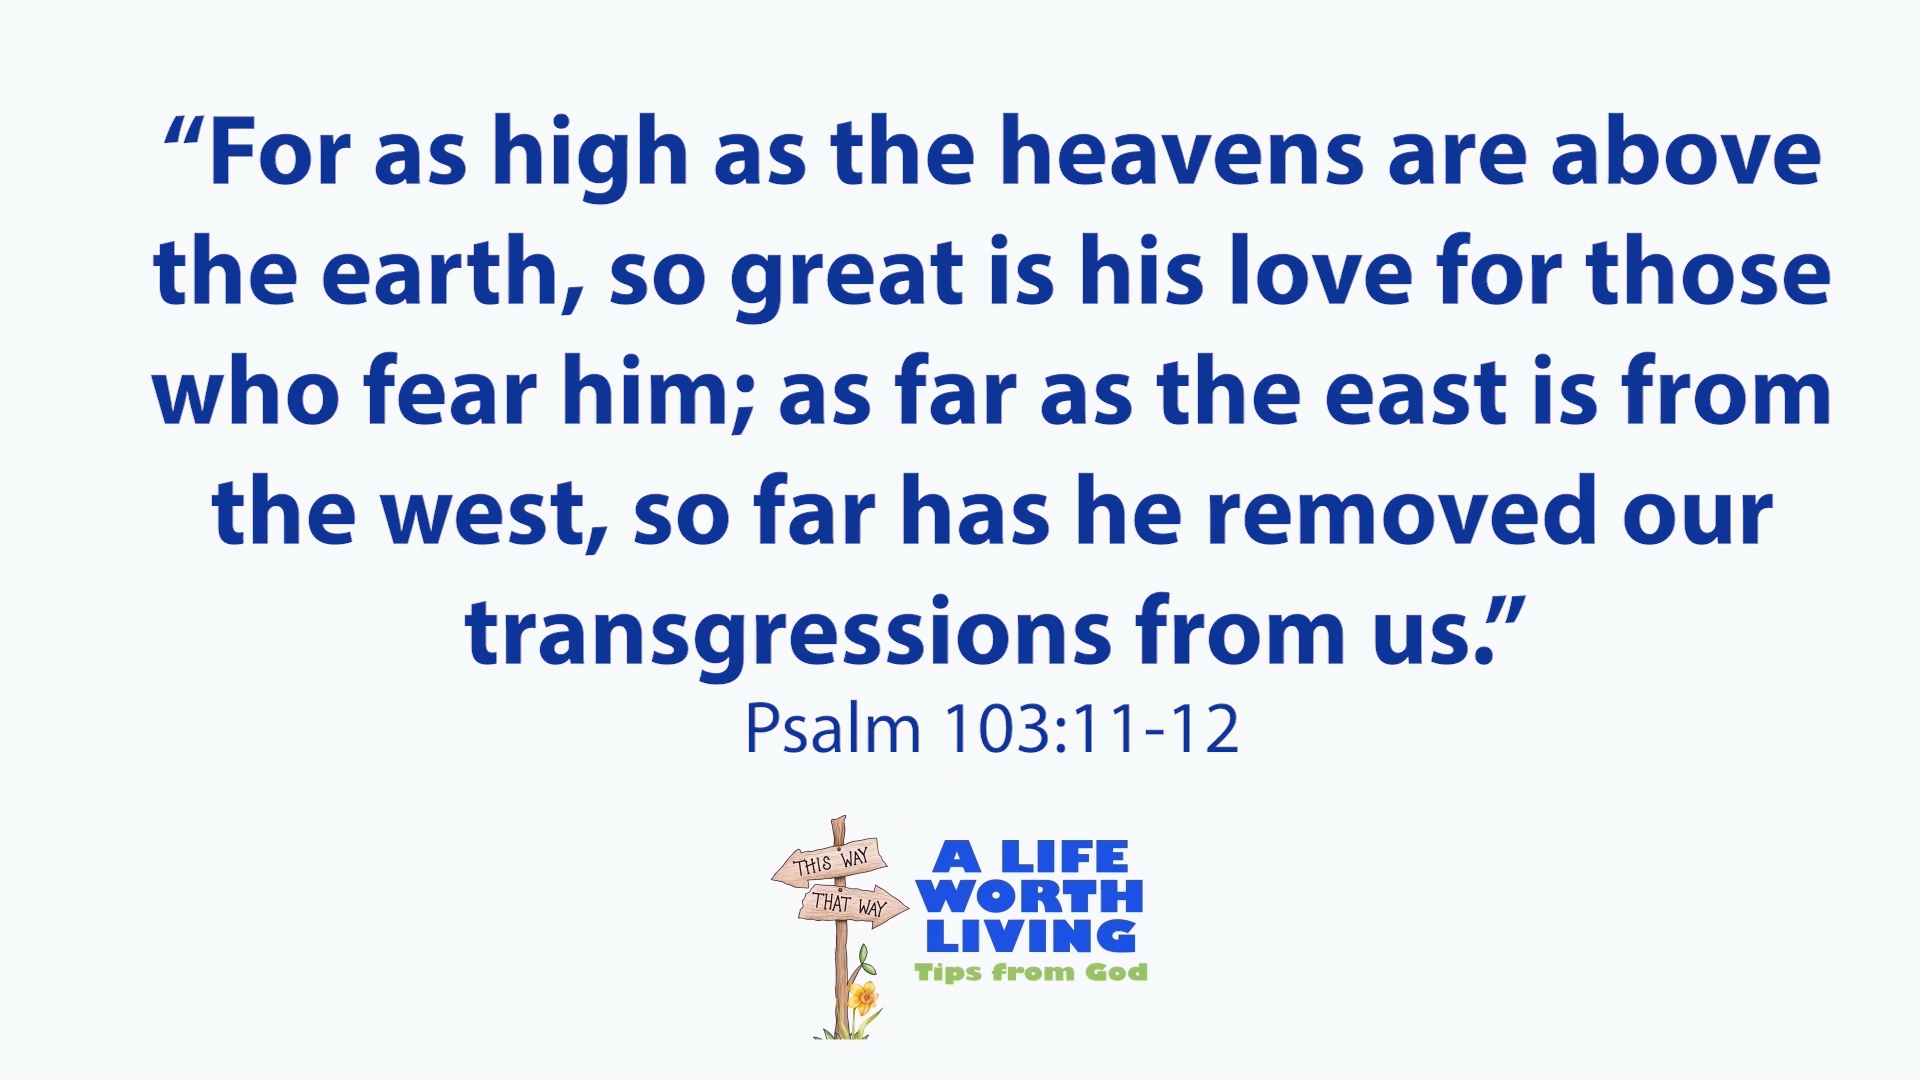 “For as high as the heavens are above
the earth, so great is his love for those
who fear him; as far as the east is from
the west, so far has he removed our
transgressions from us.”
Psalm 103:11-12
THIS WAY
THAT WAY
A LIFE
WORTH
LIVING
Tips from God